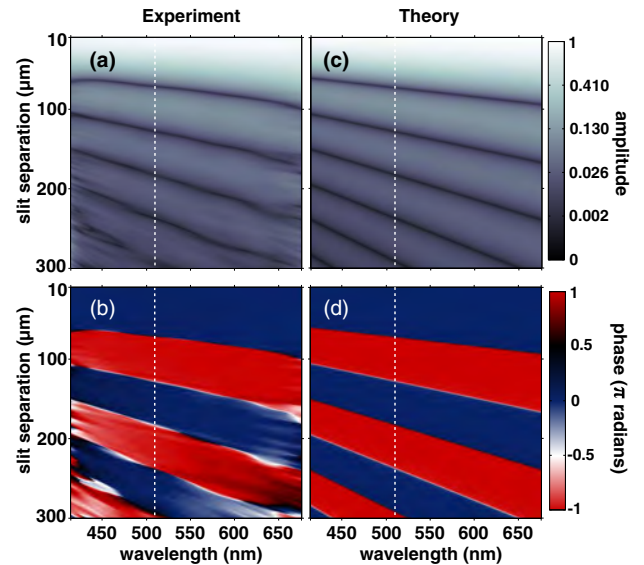 Experiment
Theory
10
100
200
300
slit separation (µm)
(a)
(c)
1
0.410
0.130
0.026
0.002
0
amplitude
10
100
200
300
slit separation (µm)
(b)
(d)
1
0.5
0
-0.5
-1
phase (π radians)
450 500 550 600 650
450 500 550 600 650
wavelength (nm)
wavelength (nm)